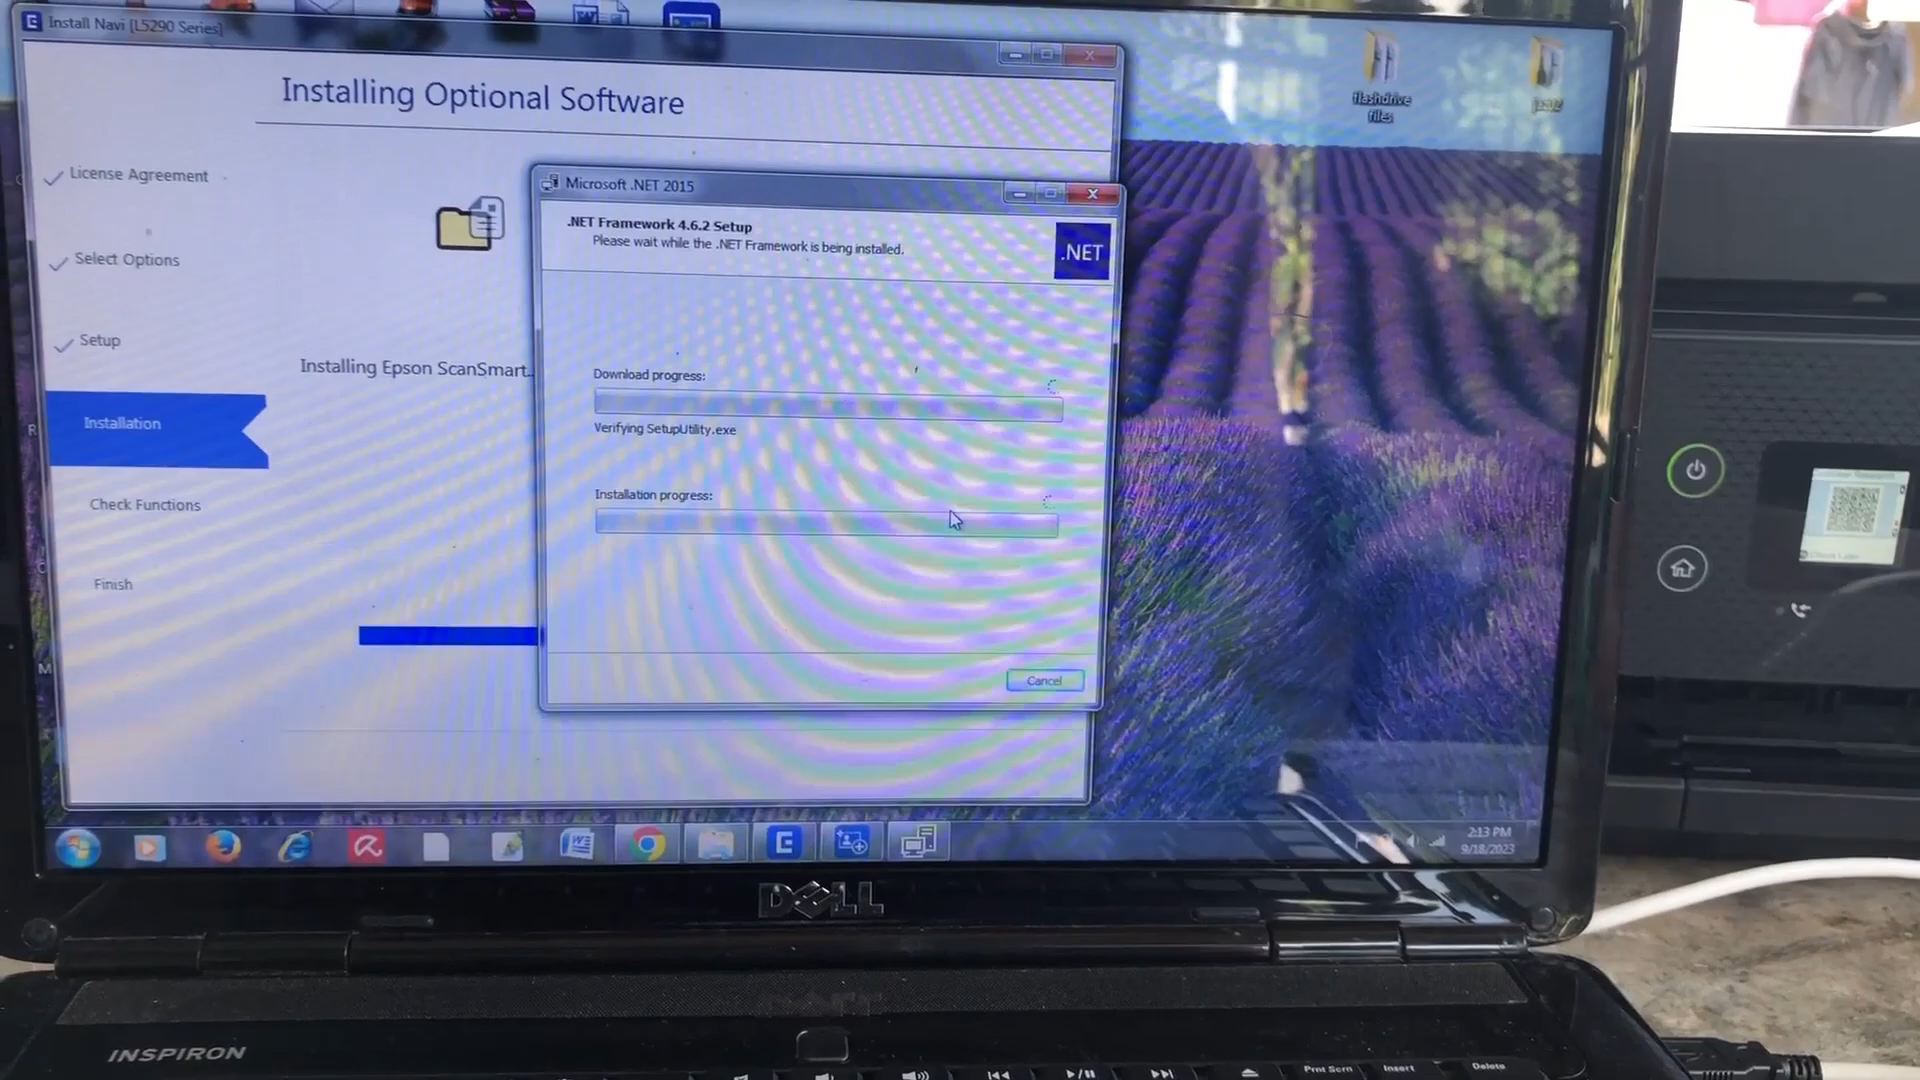 Install Navi [L5290 Series]
Installing Optional Software
License Agreement
Select Options
Setup
Installation
Check Functions
Finish
Installing Epson ScanSmart...
Microsoft .NET 2015
.NET Framework 4.6.2 Setup
Please wait while the .NET Framework is being installed.
.NET
Download progress:
Verifying SetupUtility.exe
Installation progress:
Cancel
flashdrive
files
2:13 PM
9/18/2023
DELL
INSPIRON
Prnt Scrn
Insert
Delete